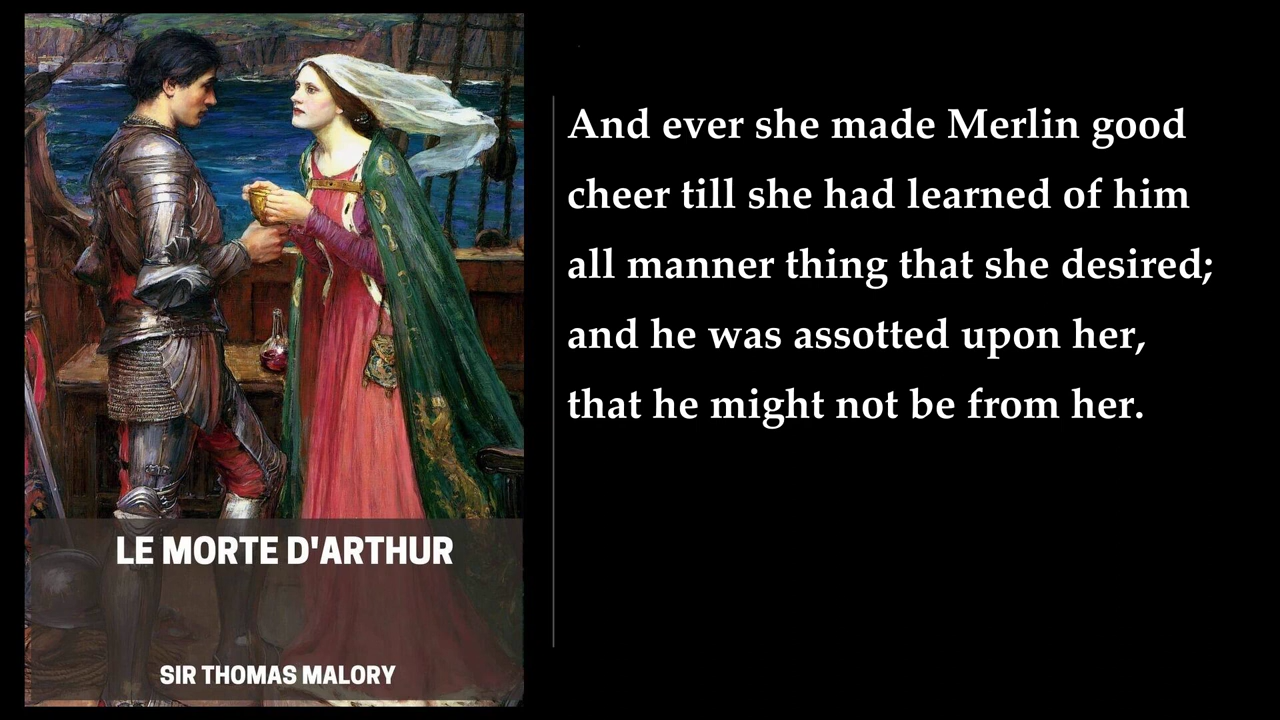 LE MORTE D'ARTHUR
SIR THOMAS MALORY
And ever she made Merlin good
cheer till she had learned of him
all manner thing that she desired;
and he was assotted upon her,
that he might not be from her.